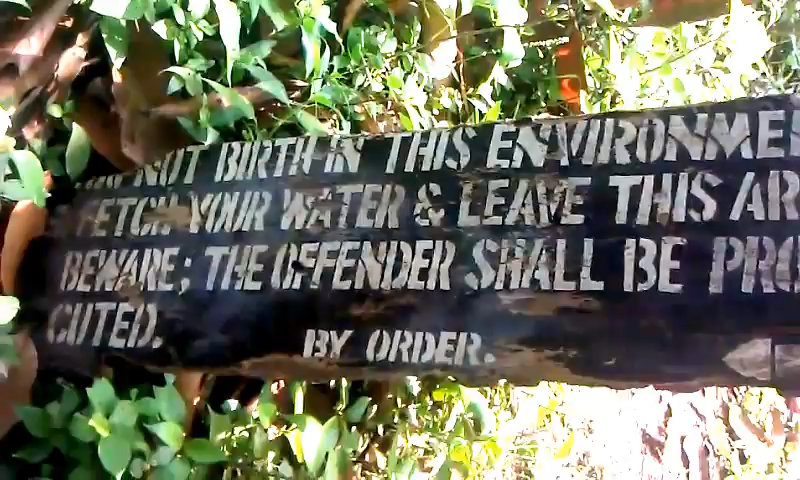 NOT BIRTH IN THIS ENVIRONME
FETCH YOUR WATER & LEAVE THIS AR
BEWARE; THE OFFENDER SHALL BE PRO
CUTED.
BY ORDER.